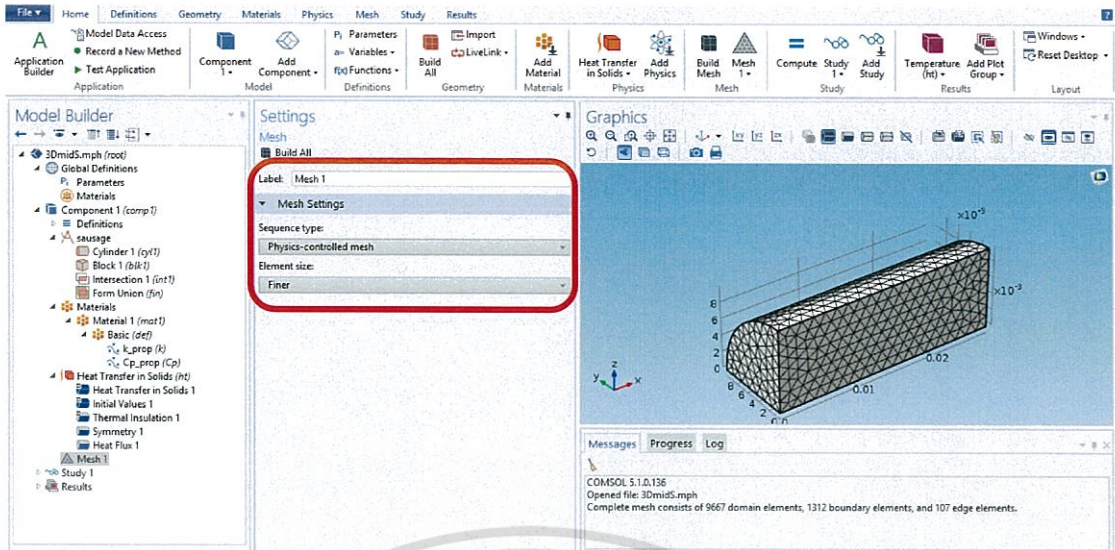 File ▾ Home Definitions Geometry Materials Physics Mesh Study Results
Application Builder
Model Data Access
Record a New Method
Test Application
Application
Component 1 ▾
Add Component ▾
Model
Pi Parameters
a= Variables ▾
f(x) Functions ▾
Definitions
Build All
Import
LiveLink ▾
Geometry
Add Material
Materials
Heat Transfer in Solids ▾
Add Physics
Physics
Build Mesh
Mesh 1 ▾
Mesh
Compute
Study 1 ▾
Add Study
Study
Temperature (ht) ▾
Add Plot Group ▾
Results
Windows ▾
Reset Desktop ▾
Layout
Model Builder
3DmidS.mph (root)
Global Definitions
Pi Parameters
Materials
Component 1 (comp1)
Definitions
sausage
Cylinder 1 (cyl1)
Block 1 (blk1)
Intersection 1 (int1)
Form Union (fin)
Materials
Material 1 (mat1)
Basic (def)
k_prop (k)
Cp_prop (Cp)
Heat Transfer in Solids (ht)
Heat Transfer in Solids 1
Initial Values 1
Thermal Insulation 1
Symmetry 1
Heat Flux 1
Mesh 1
Study 1
Results
Settings
Mesh
Build All
Label: Mesh 1
Mesh Settings
Sequence type:
Physics-controlled mesh
Element size:
Finer
Graphics
×10⁻³
8
6
4
2
0
×10⁻³
0.02
0.01
8
6
4
2
z
y
x
Messages Progress Log
COMSOL 5.1.0.136
Opened file: 3DmidS.mph
Complete mesh consists of 9667 domain elements, 1312 boundary elements, and 107 edge elements.